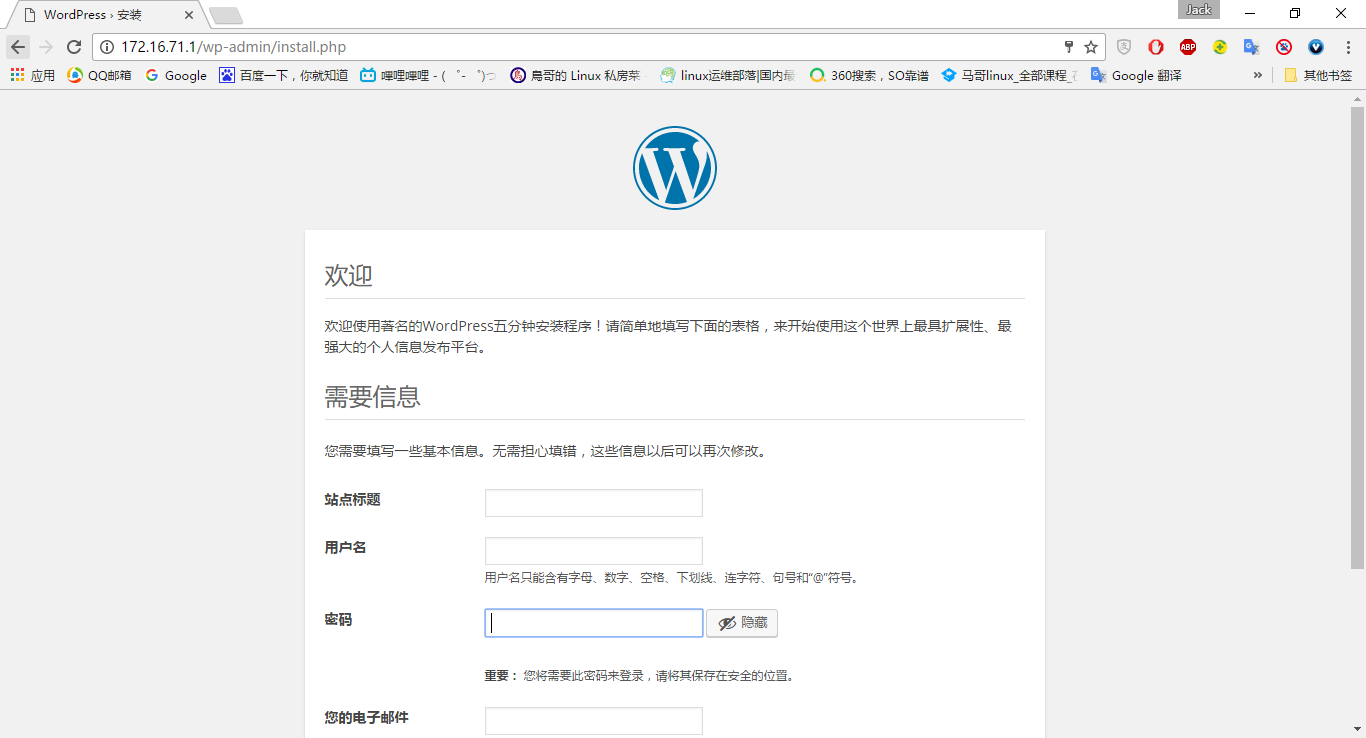 WordPress › 安装
Jack
172.16.71.1/wp-admin/install.php
应用 QQ邮箱 Google 百度一下，你就知道 哔哩哔哩 - ( ゜- ゜)つ 鳥哥的 Linux 私房菜 linux运维部落|国内最 360搜索，SO靠谱 马哥linux_全部课程_ Google 翻译 » 其他书签
ABP
欢迎
欢迎使用著名的WordPress五分钟安装程序！请简单地填写下面的表格，来开始使用这个世界上最具扩展性、最
强大的个人信息发布平台。
需要信息
您需要填写一些基本信息。无需担心填错，这些信息以后可以再次修改。
站点标题
用户名
用户名只能含有字母、数字、空格、下划线、连字符、句号和“@”符号。
密码
隐藏
重要： 您将需要此密码来登录，请将其保存在安全的位置。
您的电子邮件